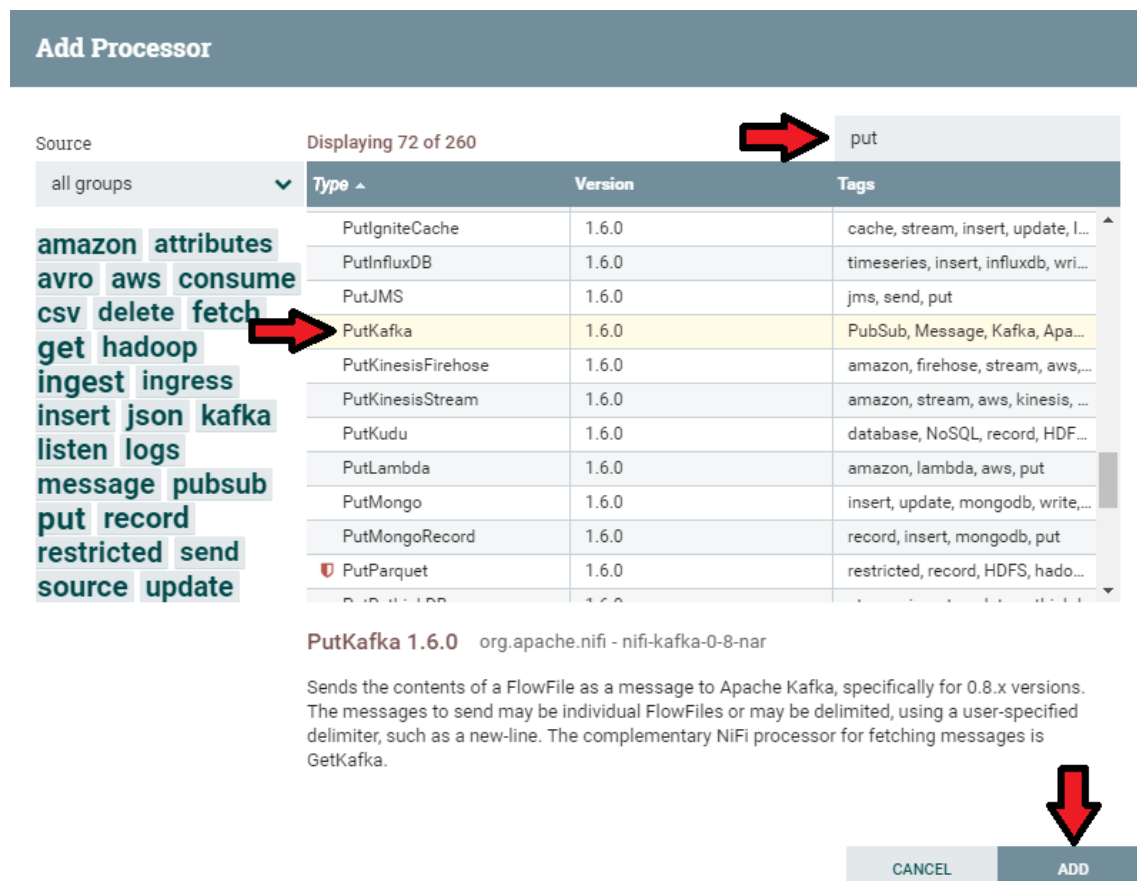 Add Processor
Source
Displaying 72 of 260
put
all groups
Type
Version
Tags
amazon attributes
avro aws consume
csv delete fetch
get hadoop
ingest ingress
insert json kafka
listen logs
message pubsub
put record
restricted send
source update
PutIgniteCache 1.6.0 cache, stream, insert, update, I...
PutInfluxDB 1.6.0 timeseries, insert, influxdb, wri...
PutJMS 1.6.0 jms, send, put
PutKafka 1.6.0 PubSub, Message, Kafka, Apa...
PutKinesisFirehose 1.6.0 amazon, firehose, stream, aws,...
PutKinesisStream 1.6.0 amazon, stream, aws, kinesis, ...
PutKudu 1.6.0 database, NoSQL, record, HDF...
PutLambda 1.6.0 amazon, lambda, aws, put
PutMongo 1.6.0 insert, update, mongodb, write,...
PutMongoRecord 1.6.0 record, insert, mongodb, put
PutParquet 1.6.0 restricted, record, HDFS, hado...
PutKafka 1.6.0 org.apache.nifi - nifi-kafka-0-8-nar
Sends the contents of a FlowFile as a message to Apache Kafka, specifically for 0.8.x versions.
The messages to send may be individual FlowFiles or may be delimited, using a user-specified
delimiter, such as a new-line. The complementary NiFi processor for fetching messages is
GetKafka.
CANCEL
ADD